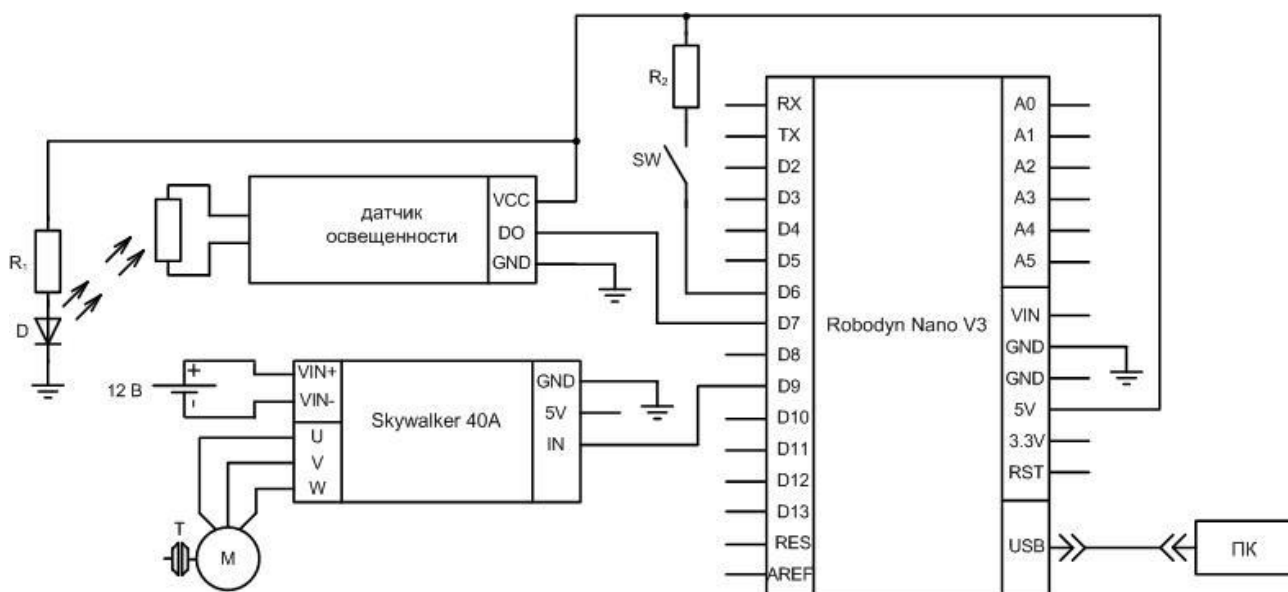 R₂
SW
R₁
D
датчик
освещенности
VCC
DO
GND
12 В
+
-
VIN+
VIN-
U
V
W
Skywalker 40A
GND
5V
IN
T
M
RX
TX
D2
D3
D4
D5
D6
D7
D8
D9
D10
D11
D12
D13
RES
AREF
Robodyn Nano V3
A0
A1
A2
A3
A4
A5
VIN
GND
GND
5V
3.3V
RST
USB
ПК